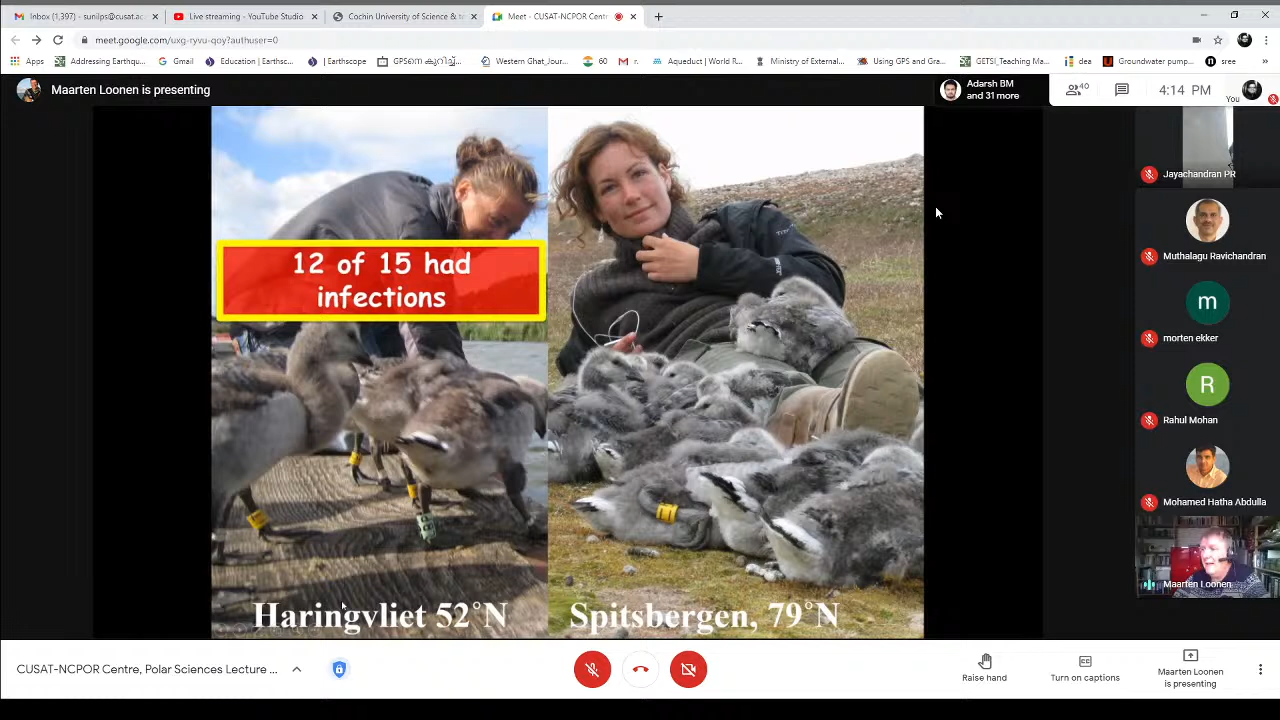 Inbox (1,397) - sunilps@cusat.ac
Live streaming - YouTube Studio
Cochin University of Science & t
Meet - CUSAT-NCPOR Centr
meet.google.com/uxg-ryvu-qoy?authuser=0
Apps
Addressing Earthqu...
Gmail
Education | Earths...
| Earthscope
Western Ghat_Jour...
60
r.
Aqueduct | World R...
Ministry of External...
Using GPS and Gra...
GETSI_Teaching Ma...
idea
Groundwater pump...
sree
Maarten Loonen is presenting
Adarsh BM
and 31 more
40
4:14 PM
You
Jayachandran PR
12 of 15 had
infections
Muthalagu Ravichandran
m
morten ekker
R
Rahul Mohan
Mohamed Hatha Abdulla
Maarten Loonen
Haringvliet 52°N
Spitsbergen, 79°N
CUSAT-NCPOR Centre, Polar Sciences Lecture ...
Raise hand
Turn on captions
Maarten Loonen
is presenting